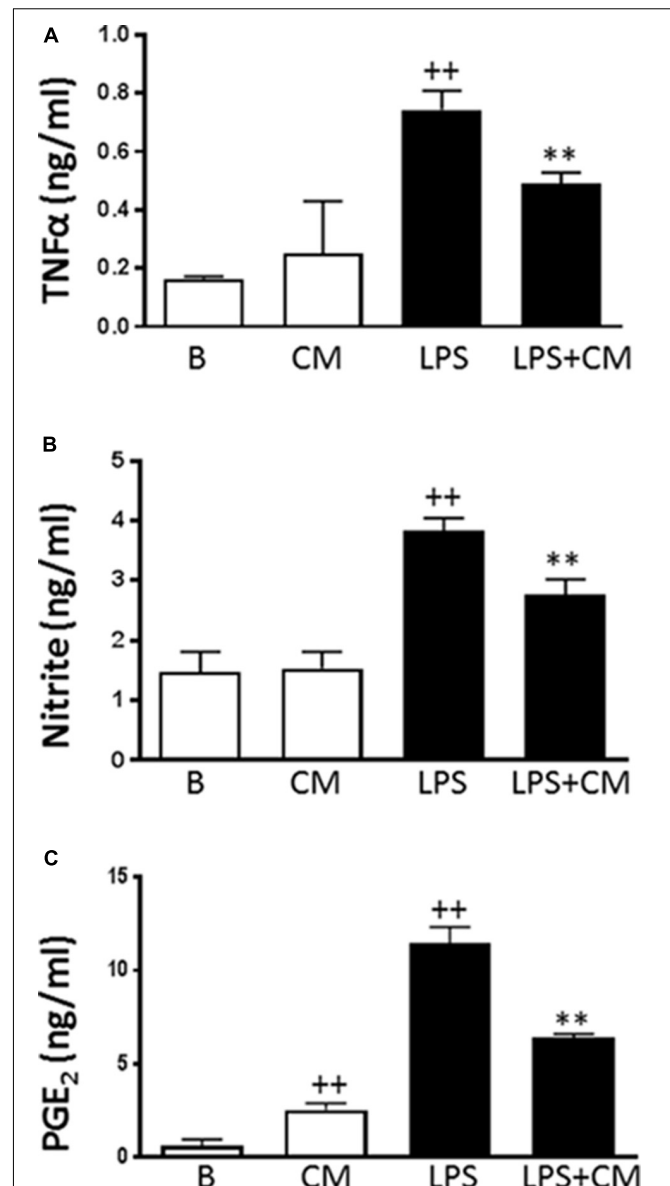 A
TNFα (ng/ml)
1.0
0.8
0.6
0.4
0.2
0.0
++
**
B CM LPS LPS+CM
B
Nitrite (ng/ml)
5
4
3
2
1
0
++
**
B CM LPS LPS+CM
C
PGE₂ (ng/ml)
15
10
5
0
++
++
**
B CM LPS LPS+CM